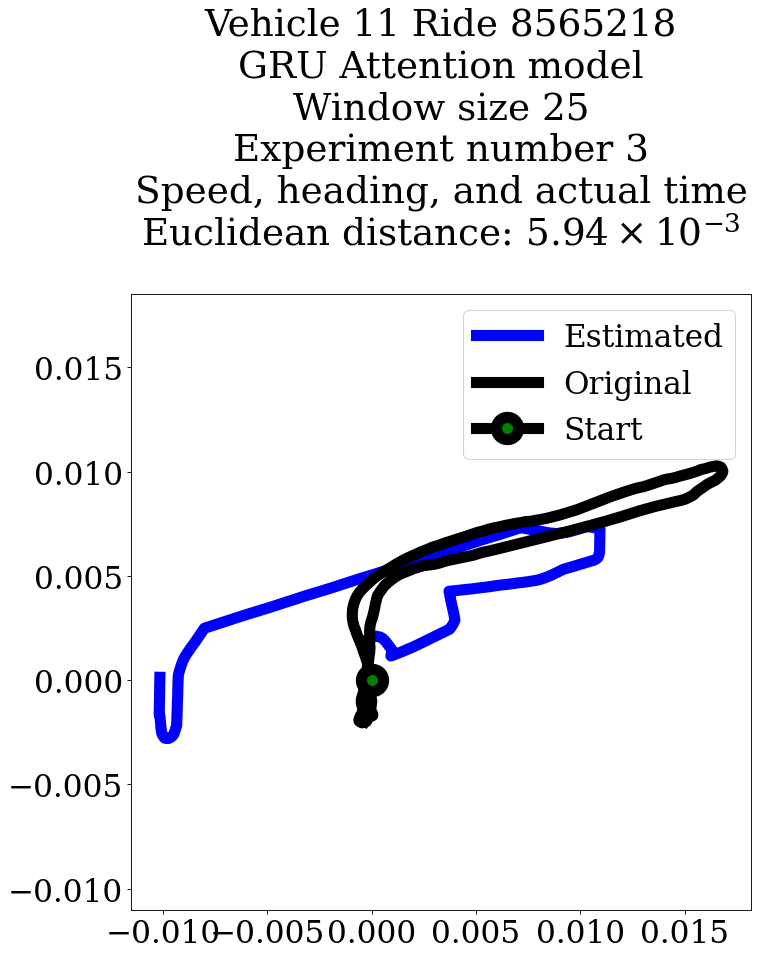 Vehicle 11 Ride 8565218
GRU Attention model
Window size 25
Experiment number 3
Speed, heading, and actual time
Euclidean distance: 5.94 × 10⁻³
Estimated
Original
Start
0.015
0.010
0.005
0.000
−0.005
−0.010
−0.010 −0.005 0.000 0.005 0.010 0.015